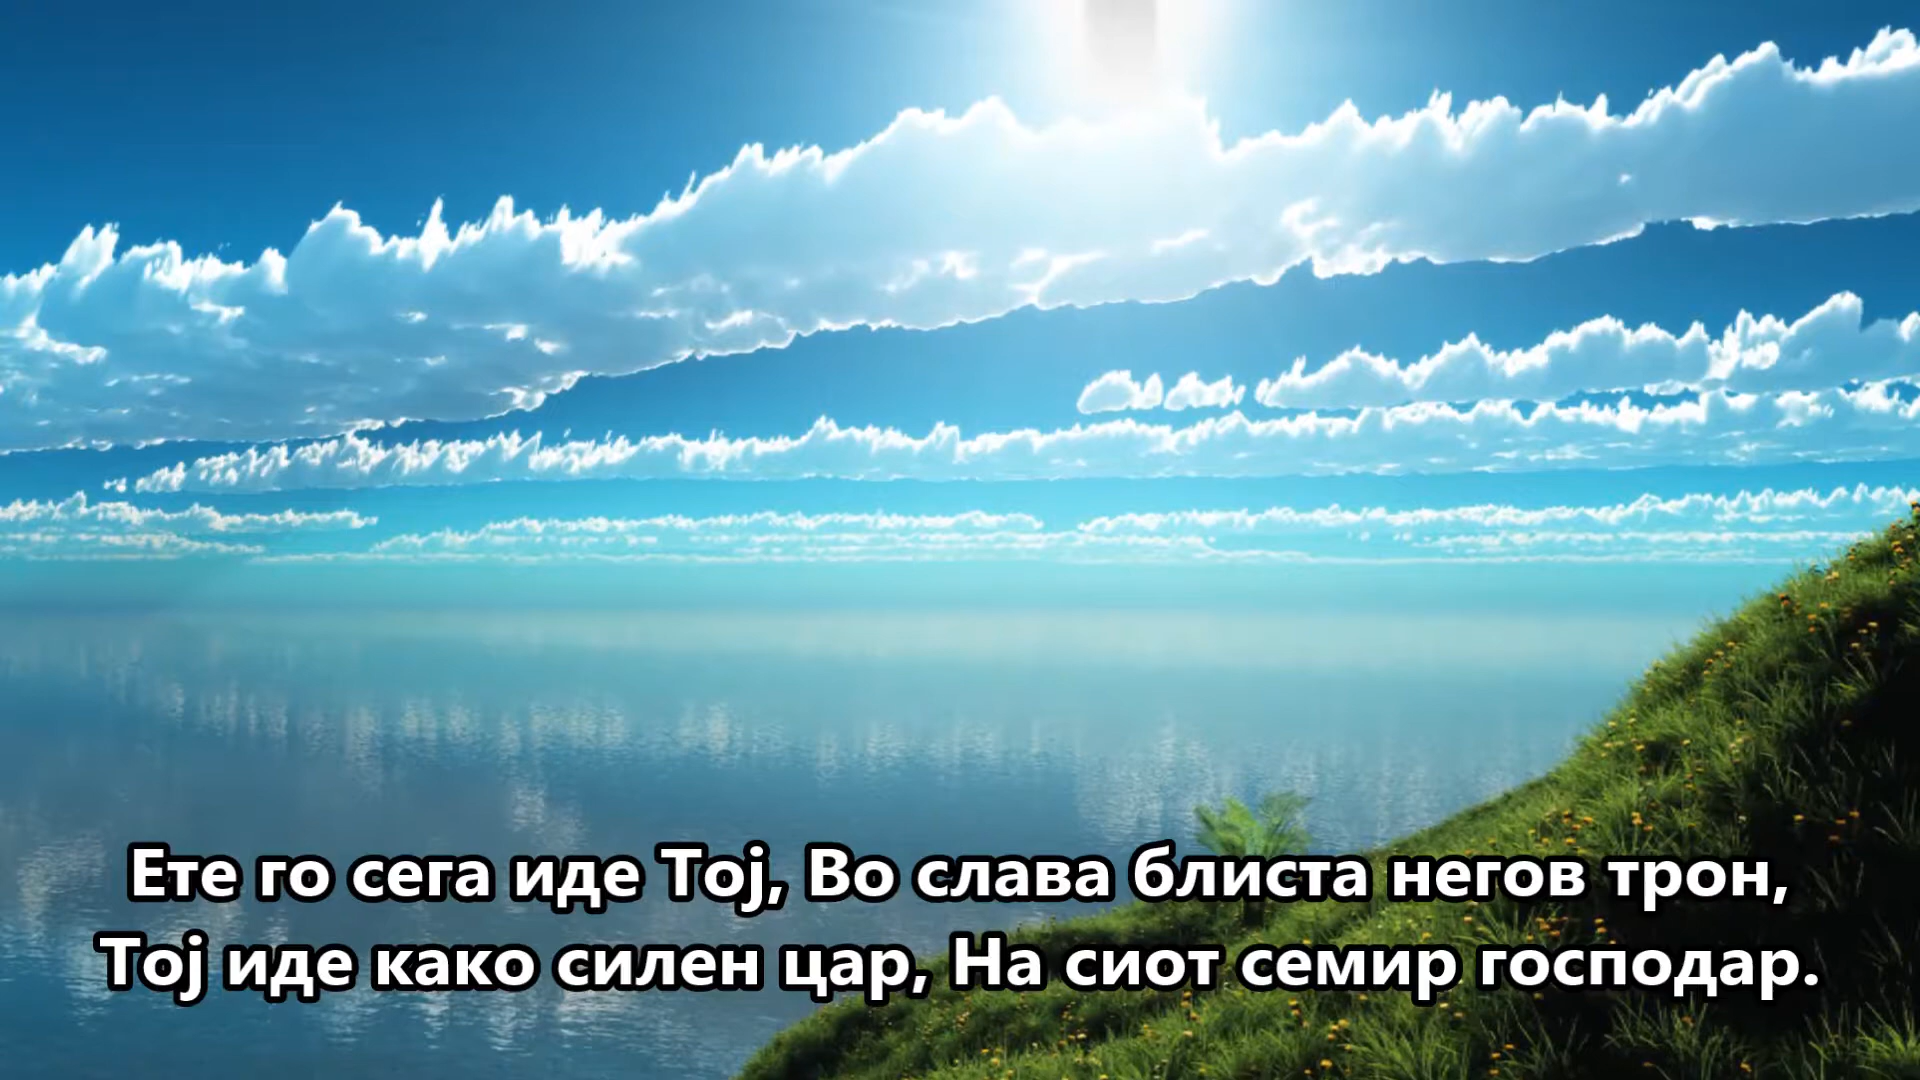 Ете го сега иде Тој, Во слава блиста негов трон,
Тој иде како силен цар, На сиот семир господар.